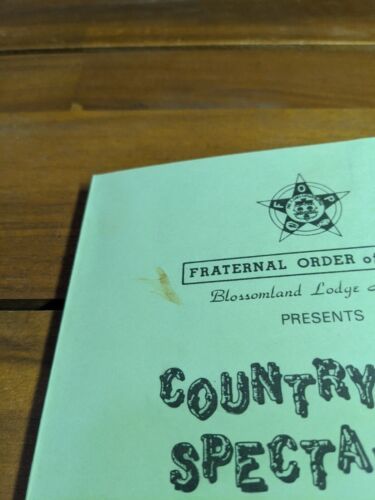 FRATERNAL ORDER of
Blossomland Lodge
PRESENTS
COUNTRY
SPECTA